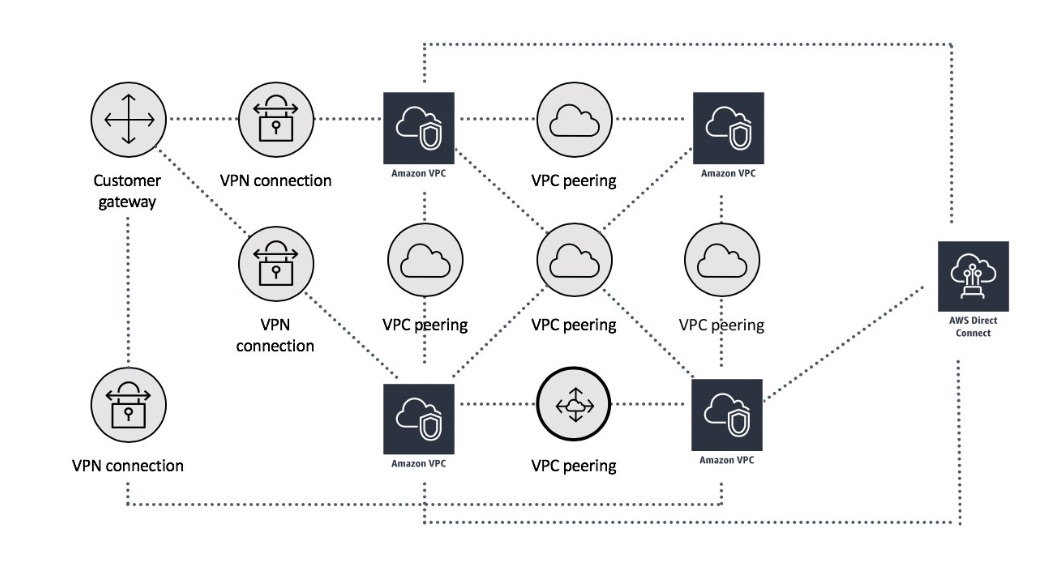 Customer
gateway
VPN connection
Amazon VPC
VPC peering
Amazon VPC
VPN
connection
VPC peering
VPC peering
VPC peering
AWS Direct
Connect
VPN connection
Amazon VPC
VPC peering
Amazon VPC